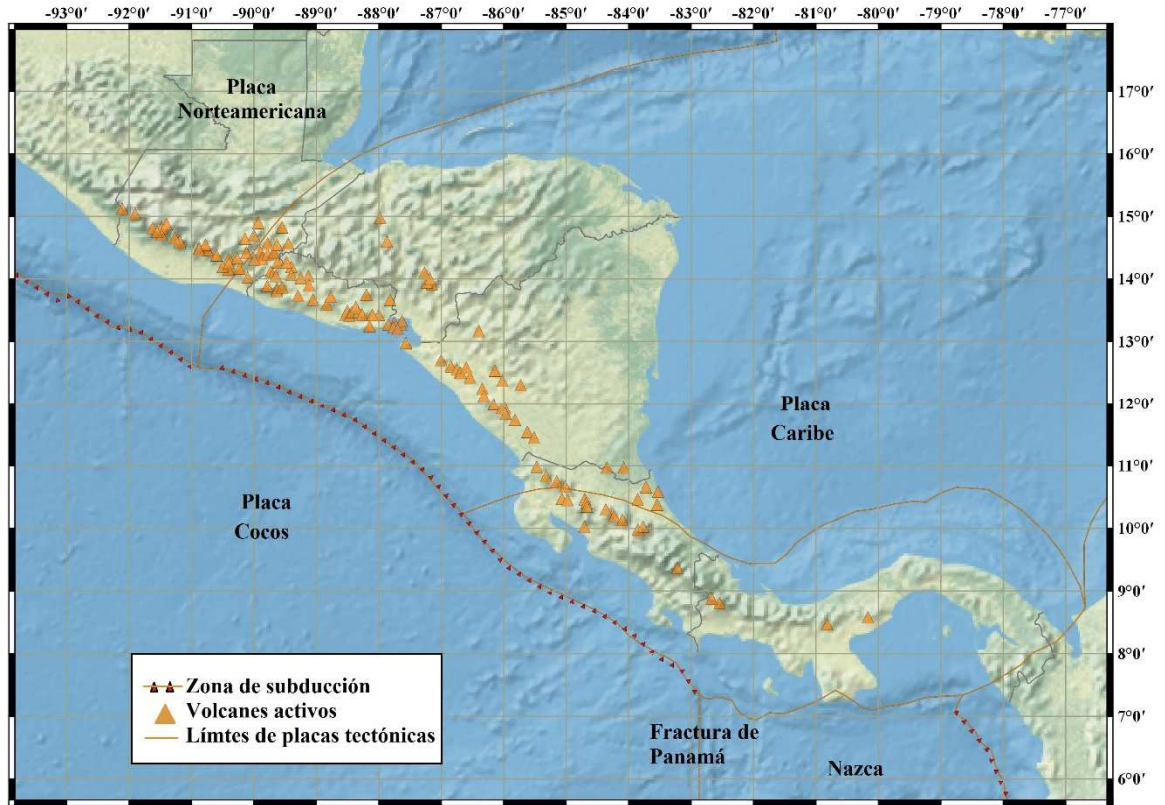 -93°0' -92°0' -91°0' -90°0' -89°0' -88°0' -87°0' -86°0' -85°0' -84°0' -83°0' -82°0' -81°0' -80°0' -79°0' -78°0' -77°0'
17°0'
16°0'
15°0'
14°0'
13°0'
12°0'
11°0'
10°0'
9°0'
8°0'
7°0'
6°0'
Placa
Norteamericana
Placa
Caribe
Placa
Cocos
Fractura de
Panamá
Nazca
Zona de subducción
Volcanes activos
Límtes de placas tectónicas